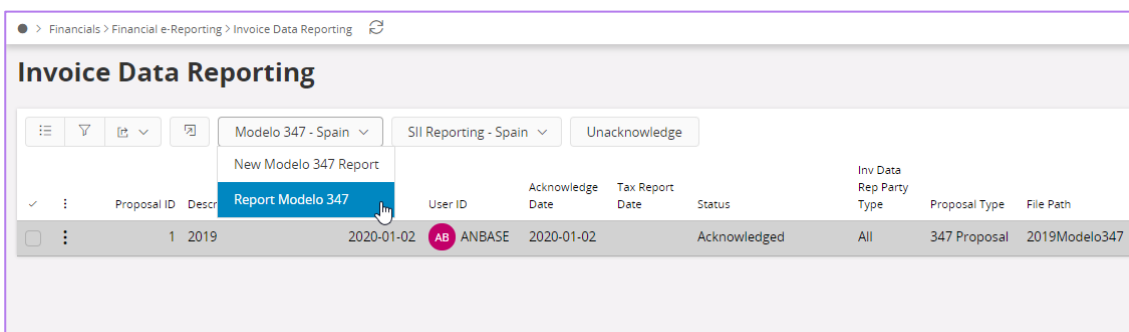 Financials > Financial e-Reporting > Invoice Data Reporting
Invoice Data Reporting
Modelo 347 - Spain SII Reporting - Spain Unacknowledge
New Modelo 347 Report
Report Modelo 347
Proposal ID Descr User ID Acknowledge Date Tax Report Date Status Inv Data Rep Party Type Proposal Type File Path
1 2019 2020-01-02 AB ANBASE 2020-01-02 Acknowledged All 347 Proposal 2019Modelo347